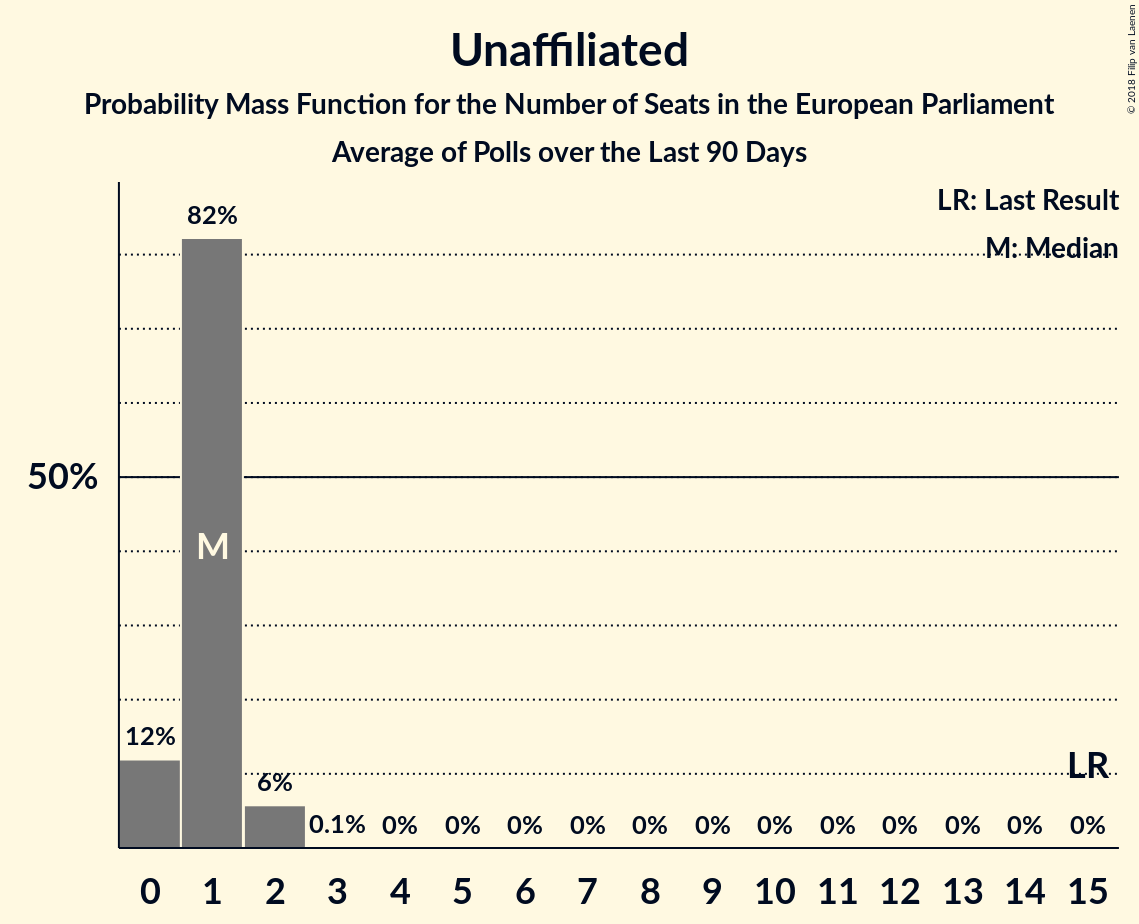 Unaffiliated
Probability Mass Function for the Number of Seats in the European Parliament
Average of Polls over the Last 90 Days
© 2018 Filip van Laenen
LR: Last Result
M: Median
82%
50%
M
12%
6%
0.1%
0%
0%
0%
0%
0%
0%
0%
0%
0%
0%
0%
0%
LR
0 1 2 3 4 5 6 7 8 9 10 11 12 13 14 15